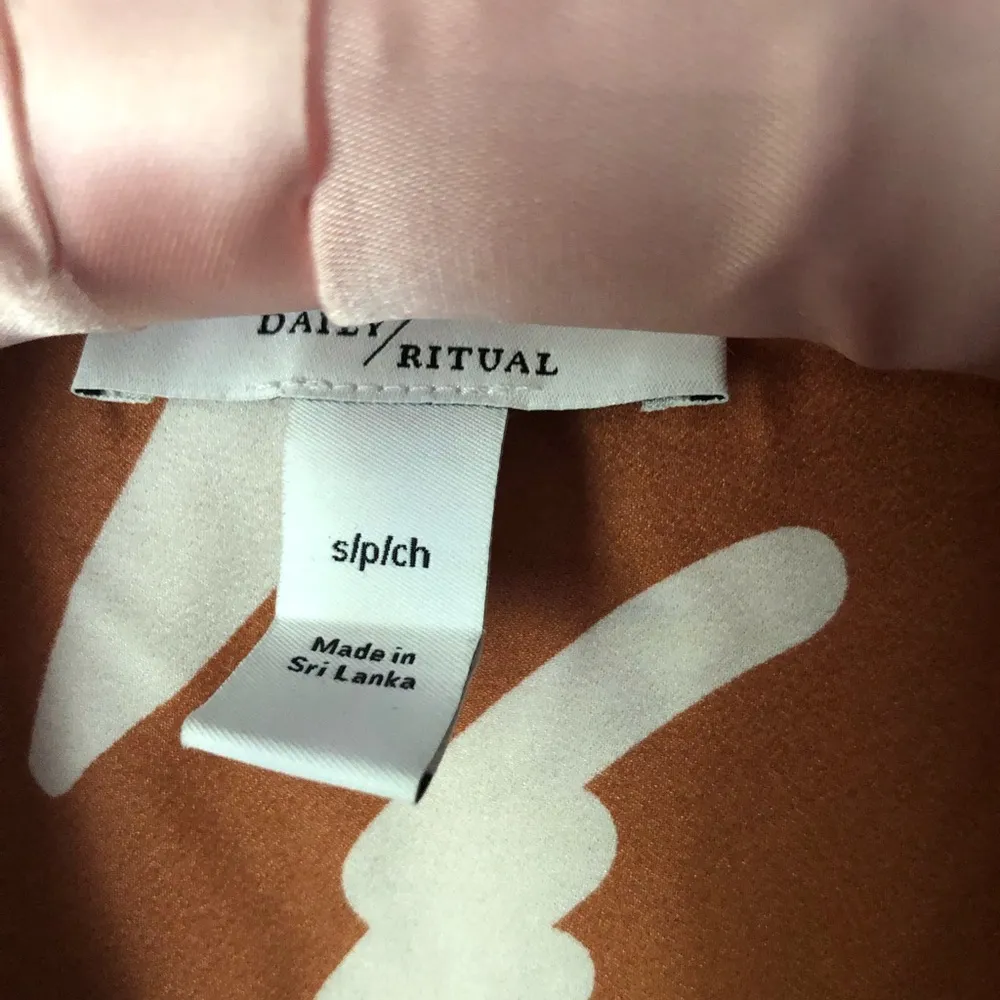 DAILY/
RITUAL
s/p/ch
Made in
Sri Lanka